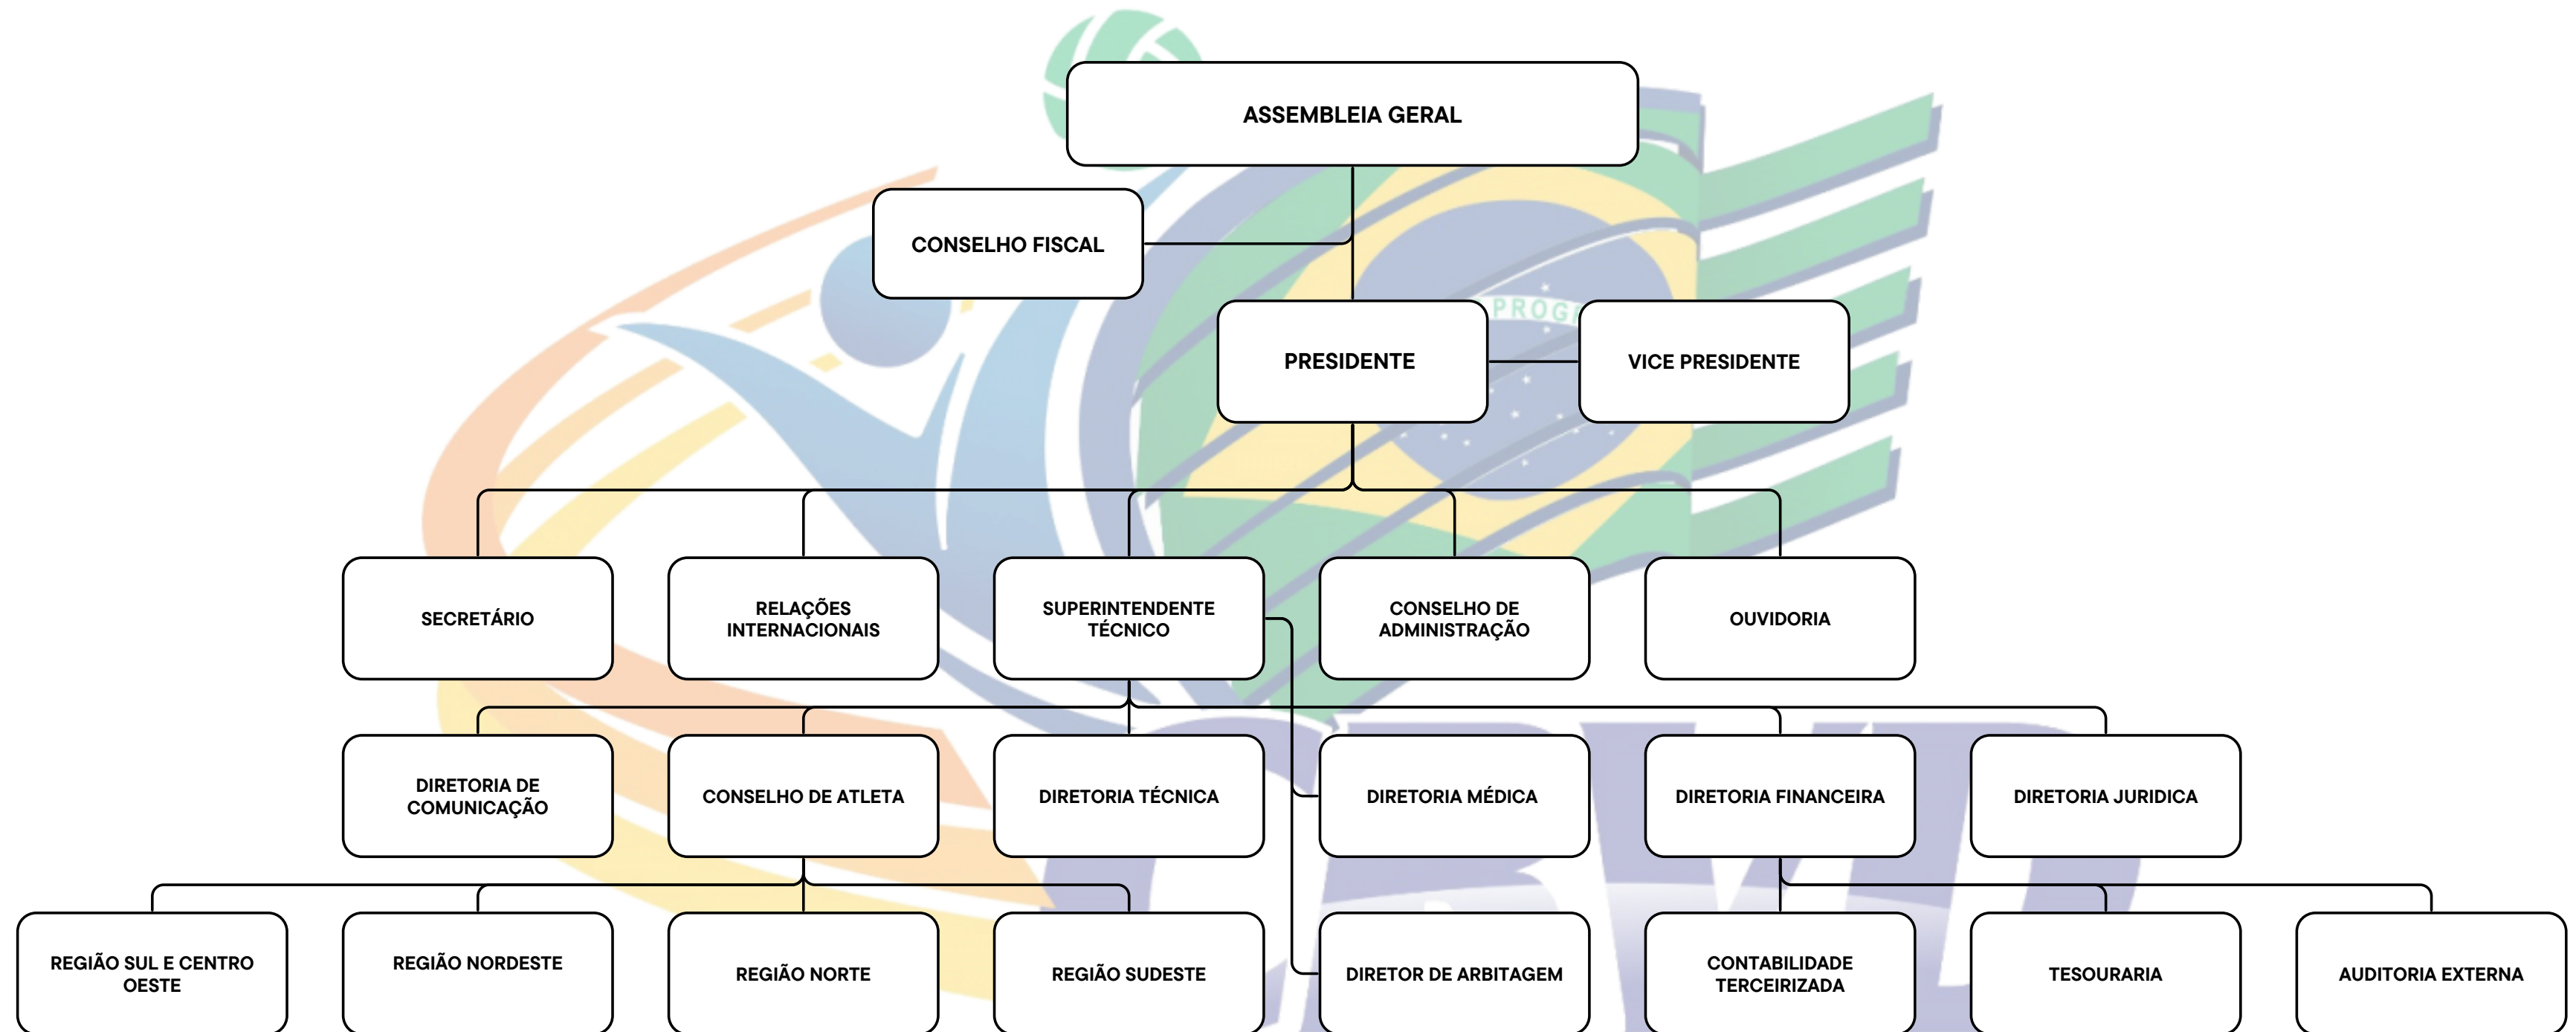 ASSEMBLEIA GERAL
CONSELHO FISCAL
PROG
PRESIDENTE
VICE PRESIDENTE
SECRETÁRIO
RELAÇÕES
INTERNACIONAIS
SUPERINTENDENTE
TÉCNICO
CONSELHO DE
ADMINISTRAÇÃO
OUVIDORIA
DIRETORIA DE
COMUNICAÇÃO
CONSELHO DE ATLETA
DIRETORIA TÉCNICA
DIRETORIA MÉDICA
DIRETORIA FINANCEIRA
DIRETORIA JURIDICA
REGIÃO SUL E CENTRO
OESTE
REGIÃO NORDESTE
REGIÃO NORTE
REGIÃO SUDESTE
DIRETOR DE ARBITAGEM
CONTABILIDADE
TERCEIRIZADA
TESOURARIA
AUDITORIA EXTERNA